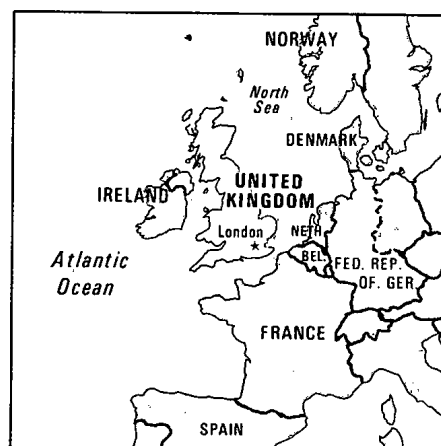 NORWAY
North
Sea
DENMARK
UNITED
KINGDOM
IRELAND
London
NETH
BEL.
FED. REP.
OF. GER
Atlantic
Ocean
FRANCE
SPAIN